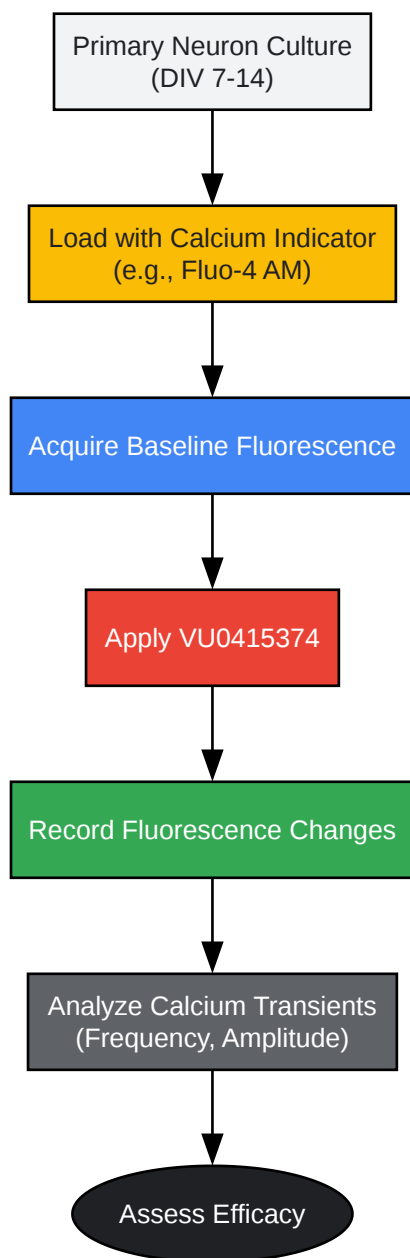 Primary Neuron Culture
(DIV 7-14)
Load with Calcium Indicator
(e.g., Fluo-4 AM)
Acquire Baseline Fluorescence
Apply VU0415374
Record Fluorescence Changes
Analyze Calcium Transients
(Frequency, Amplitude)
Assess Efficacy